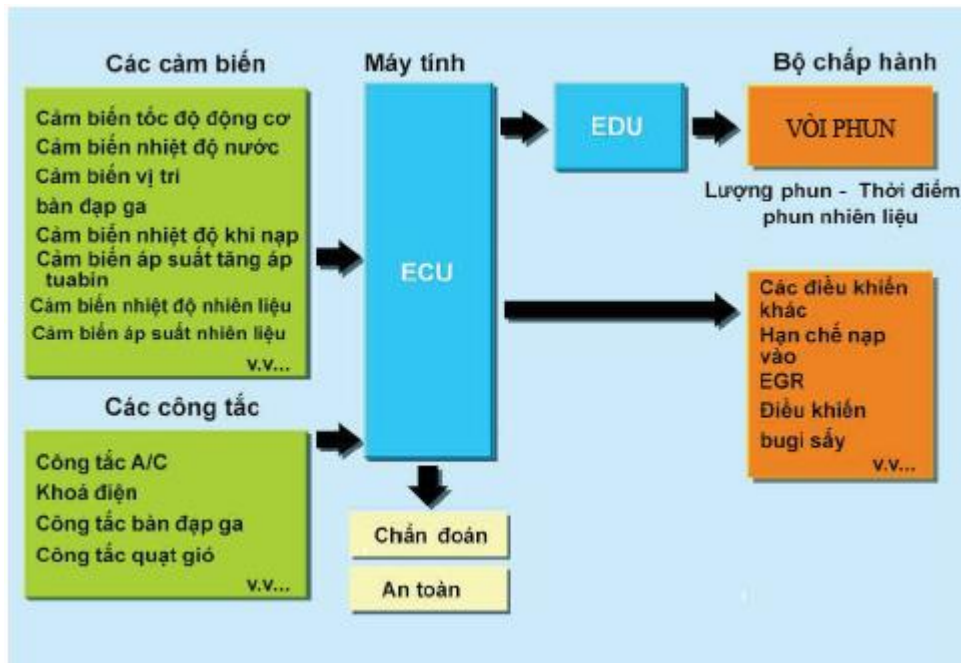 Các cảm biến
Cảm biến tốc độ động cơ
Cảm biến nhiệt độ nước
Cảm biến vị trí
bàn đạp ga
Cảm biến nhiệt độ khí nạp
Cảm biến áp suất tăng áp
tuabin
Cảm biến nhiệt độ nhiên liệu
Cảm biến áp suất nhiên liệu
v.v...
Các công tắc
Công tắc A/C
Khoá điện
Công tắc bàn đạp ga
Công tắc quạt gió
v.v...
Máy tính
ECU
Chẩn đoán
An toàn
EDU
Bộ chấp hành
VÒI PHUN
Lượng phun - Thời điểm
phun nhiên liệu
Các điều khiến
khác
Hạn chế nạp
vào
EGR
Điều khiến
bugi sấy
v.v...